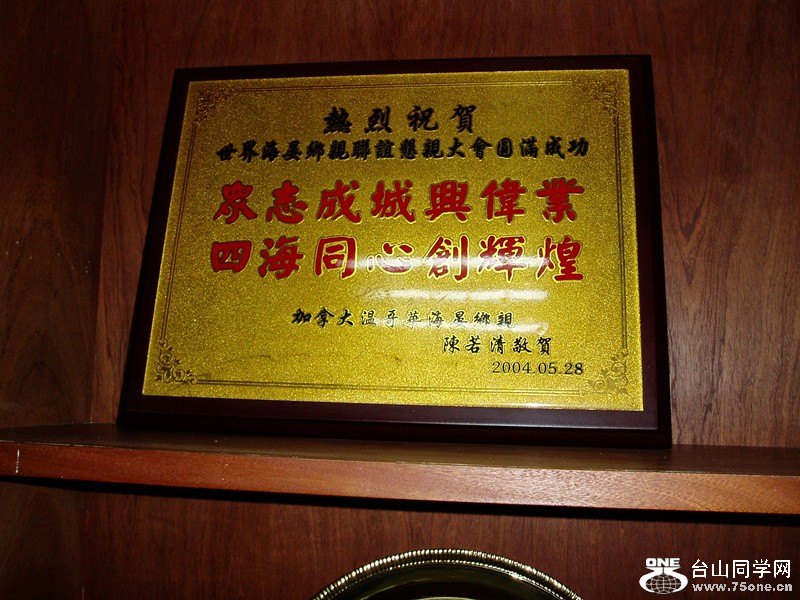 熱烈祝賀
世界海晏鄉親聯誼懇親大會圓滿成功
眾志成城興偉業
四海同心創輝煌
加拿大温哥華海晏鄉親
陳若清敬賀
2004.05.28
ONE
75
台山同学网
www.75one.cn